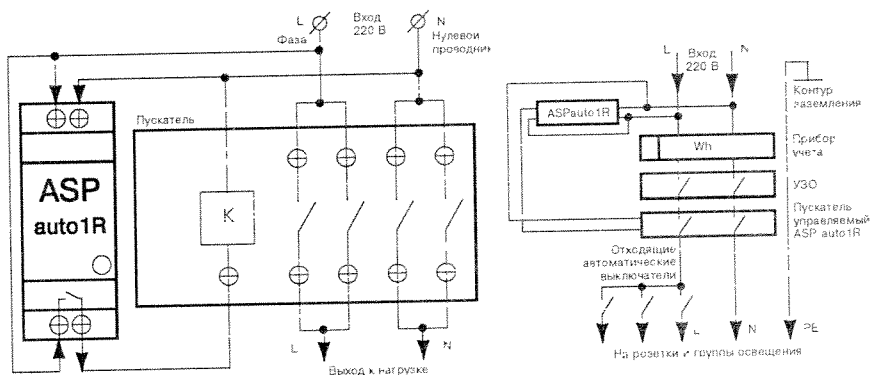 L
Вход
220 В
N
Фаза
Нулевой
проводник
Пускатель
ASP
auto1R
K
L
N
Выход к нагрузке
L
Вход
N
220 В
ASPauto1R
Контур
заземления
Wh
Прибор
учета
УЗО
Пускатель
управляемый
ASP auto1R
Отходящие
автоматические
выключатели
L
N
PE
На розетки и группы освещения